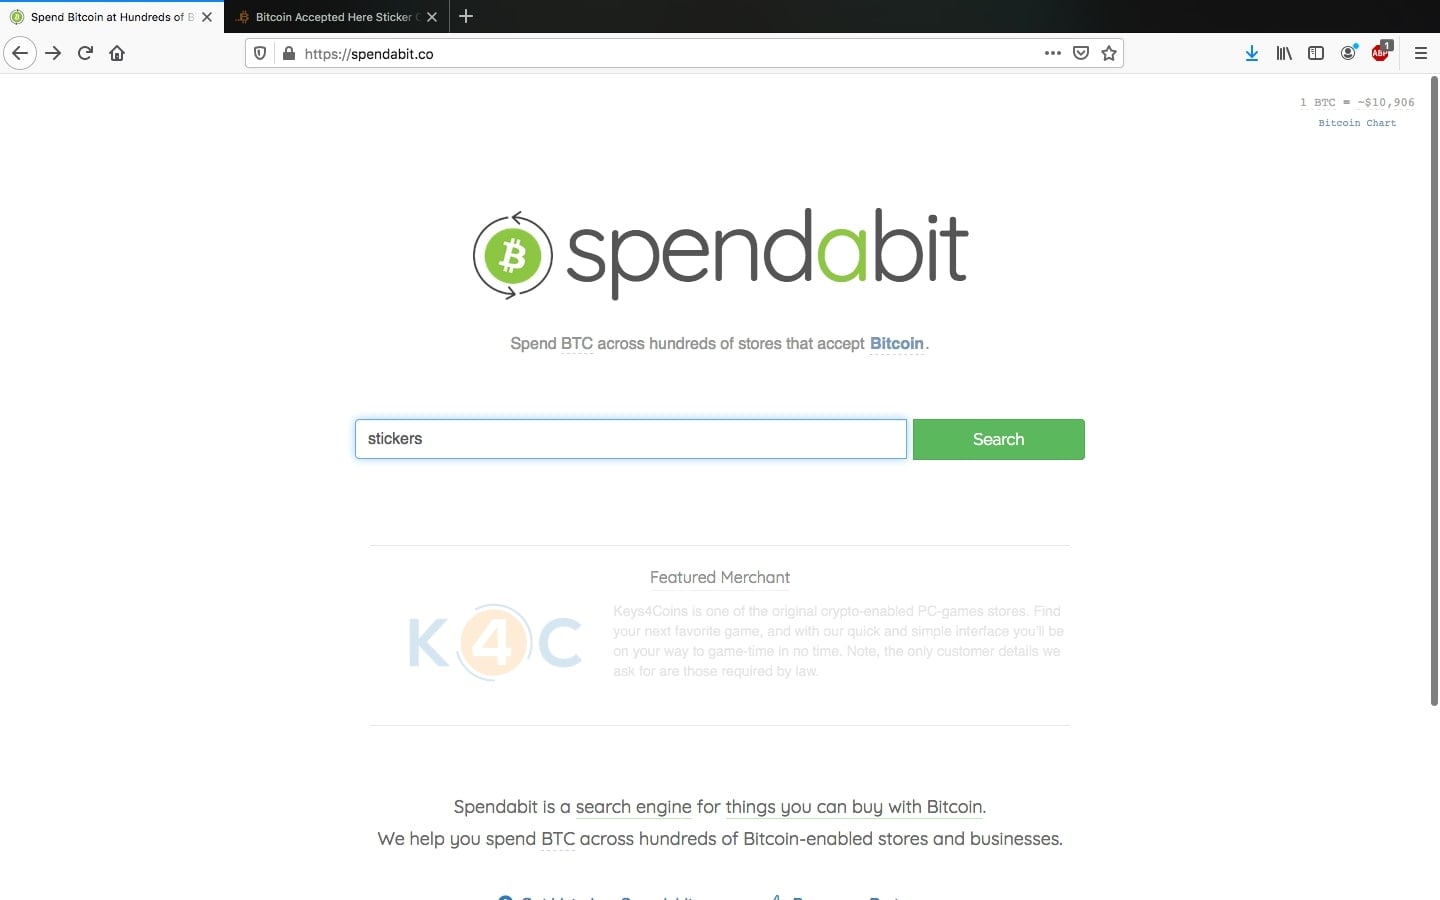 Spend Bitcoin at Hundreds of B
Bitcoin Accepted Here Sticker
https://spendabit.co
ABP
1
1 BTC = ~$10,906
Bitcoin Chart
spendabit
Spend BTC across hundreds of stores that accept Bitcoin.
stickers
Search
Featured Merchant
K4C
Keys4Coins is one of the original crypto-enabled PC-games stores. Find
your next favorite game, and with our quick and simple interface you'll be
on your way to game-time in no time. Note, the only customer details we
ask for are those required by law.
Spendabit is a search engine for things you can buy with Bitcoin.
We help you spend BTC across hundreds of Bitcoin-enabled stores and businesses.